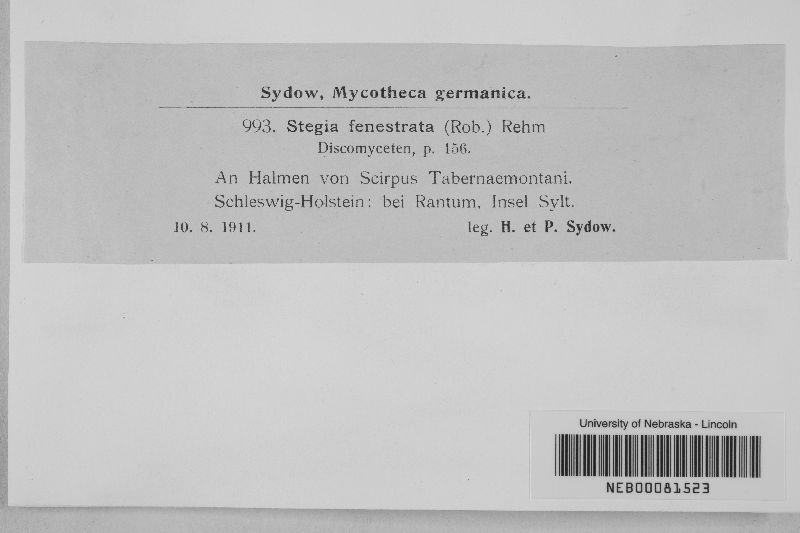 Sydow, Mycotheca germanica.
993. Stegia fenestrata (Rob.) Rehm
Discomyceten, p. 156.
An Halmen von Scirpus Tabernaemontani.
Schleswig-Holstein: bei Rantum, Insel Sylt.
10. 8. 1911. leg. H. et P. Sydow.
University of Nebraska - Lincoln
NEB00081523